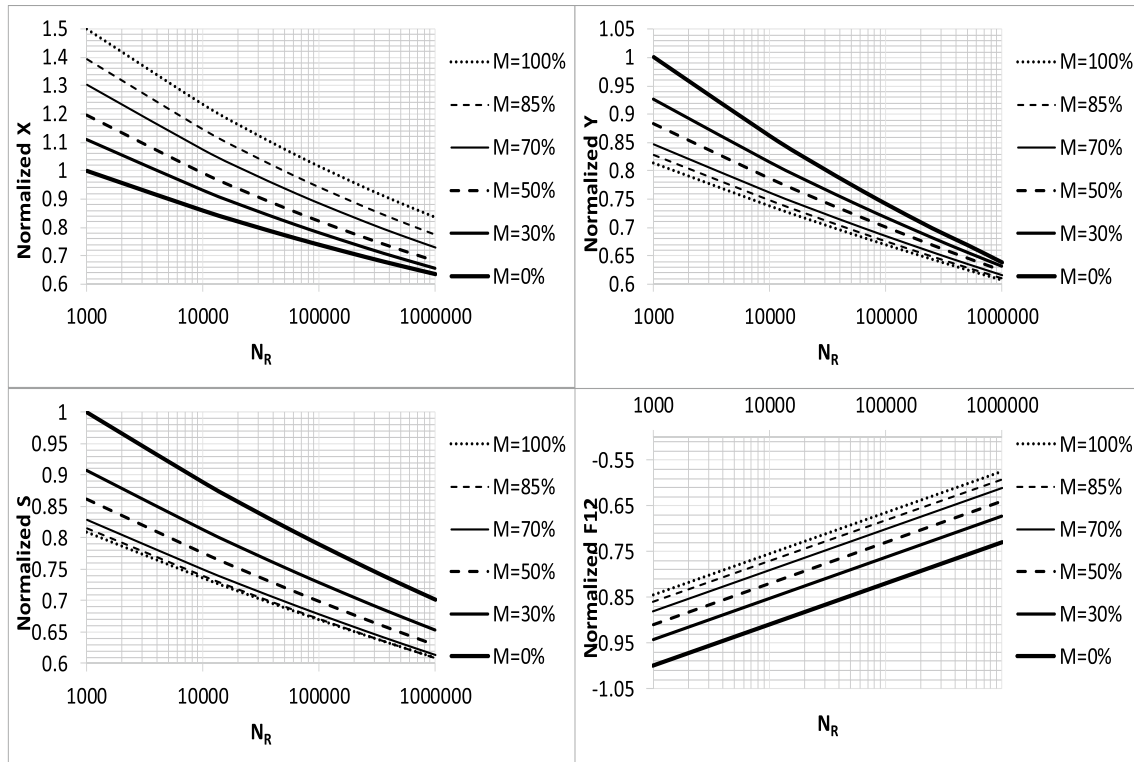 Normalized X
1.5
1.4
1.3
1.2
1.1
1
0.9
0.8
0.7
0.6
1000 10000 100000 1000000
N_R
M=100%
M=85%
M=70%
M=50%
M=30%
M=0%
Normalized Y
1.05
1
0.95
0.9
0.85
0.8
0.75
0.7
0.65
0.6
1000 10000 100000 1000000
N_R
M=100%
M=85%
M=70%
M=50%
M=30%
M=0%
Normalized S
1
0.95
0.9
0.85
0.8
0.75
0.7
0.65
0.6
1000 10000 100000 1000000
N_R
M=100%
M=85%
M=70%
M=50%
M=30%
M=0%
Normalized F12
1000 10000 100000 1000000
-0.55
-0.65
-0.75
-0.85
-0.95
-1.05
N_R
M=100%
M=85%
M=70%
M=50%
M=30%
M=0%